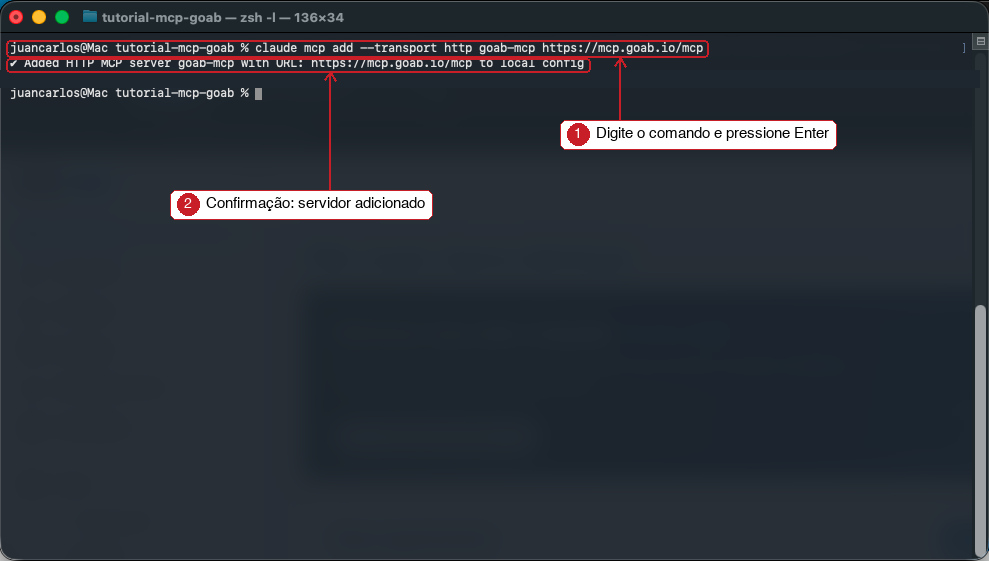 tutorial-mcp-goab — zsh -l — 136×34
juancarlos@Mac tutorial-mcp-goab % claude mcp add --transport http goab-mcp https://mcp.goab.io/mcp
✔ Added HTTP MCP server goab-mcp with URL: https://mcp.goab.io/mcp to local config
juancarlos@Mac tutorial-mcp-goab %
1 Digite o comando e pressione Enter
2 Confirmação: servidor adicionado